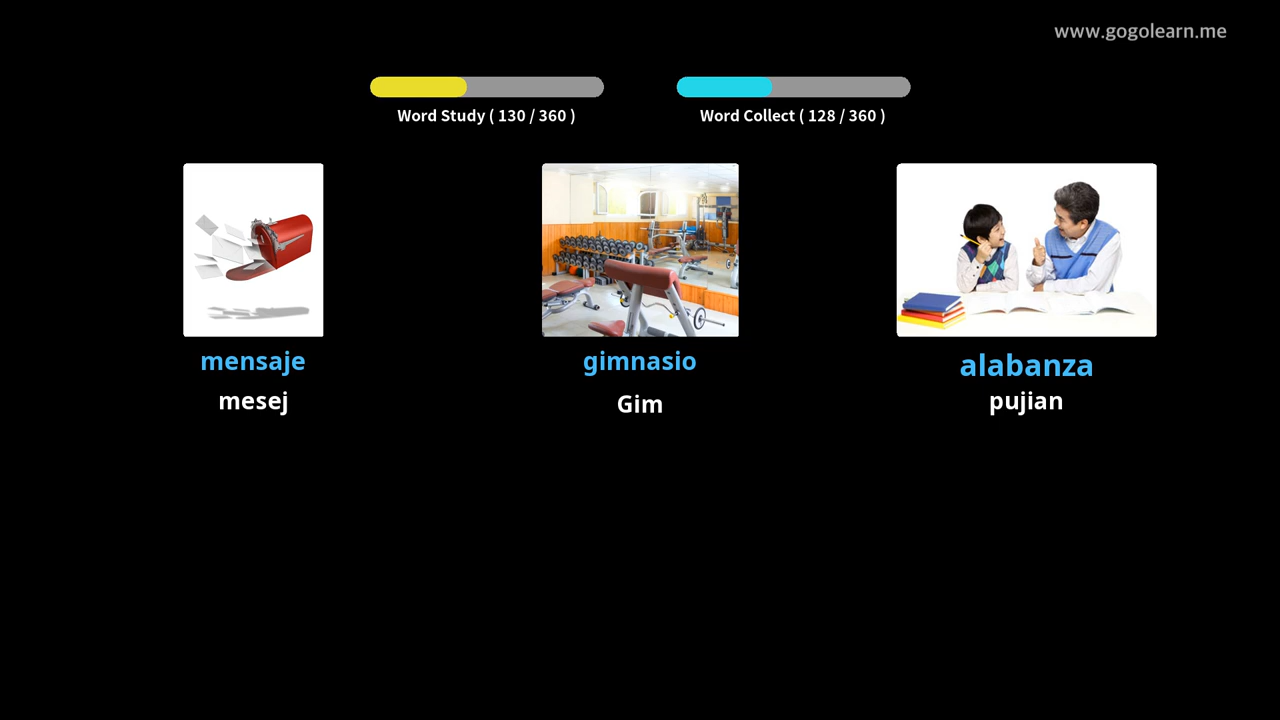 www.gogolearn.me
Word Study ( 130 / 360 )
Word Collect ( 128 / 360 )
mensaje
mesej
gimnasio
Gim
alabanza
pujian